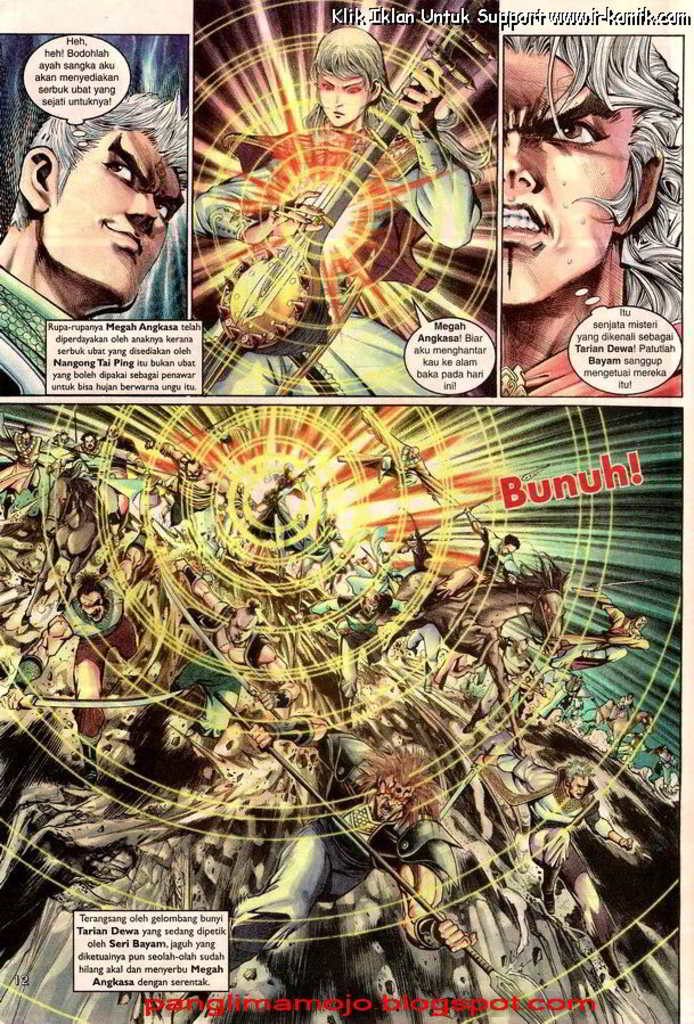 Klik Iklan Untuk Support www.i-komik.com
Heh,
heh! Bodohlah
ayah sangka aku
akan menyediakan
serbuk ubat yang
sejati untuknya!
Rupa-rupanya Megah Angkasa telah
diperdayakan oleh anaknya kerana
serbuk ubat yang disediakan oleh
Nangong Tai Ping itu bukan ubat
yang boleh dipakai sebagai penawar
untuk bisa hujan berwarna ungu itu.
Megah
Angkasa! Biar
aku menghantar
kau ke alam
baka pada hari
ini!
Itu
senjata misteri
yang dikenali sebagai
Tarian Dewa! Patutlah
Bayam sanggup
mengetuai mereka
itu!
Bunuh!
Terangsang oleh gelombang bunyi
Tarian Dewa yang sedang dipetik
oleh Seri Bayam, jaguh yang
diketuainya pun seolah-olah sudah
hilang akal dan menyerbu Megah
Angkasa dengan serentak.
12
panglimamojo.blogspot.com